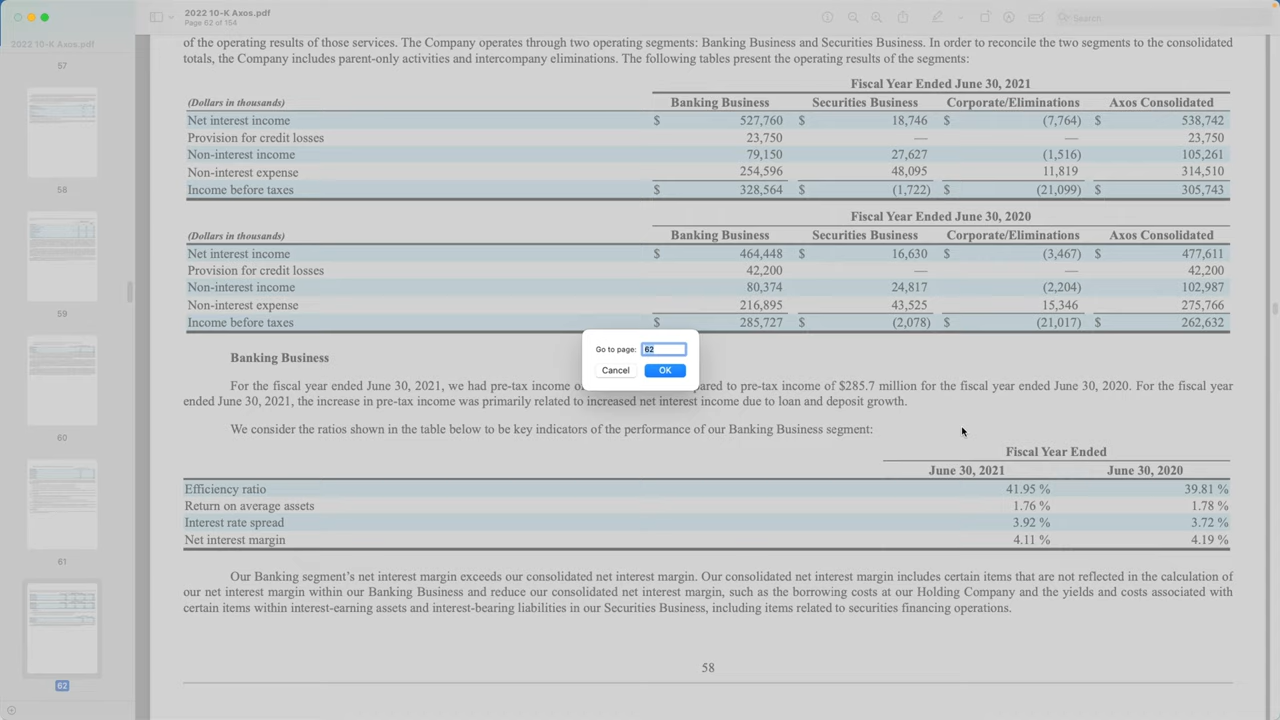 2022 10-K Axos.pdf
Page 62 of 154
Search
2022 10-K Axos.pdf
57
58
59
60
61
62
of the operating results of those services. The Company operates through two operating segments: Banking Business and Securities Business. In order to reconcile the two segments to the consolidated
totals, the Company includes parent-only activities and intercompany eliminations. The following tables present the operating results of the segments:
Fiscal Year Ended June 30, 2021
(Dollars in thousands) Banking Business Securities Business Corporate/Eliminations Axos Consolidated
Net interest income $ 527,760 $ 18,746 $ (7,764) $ 538,742
Provision for credit losses 23,750 — — 23,750
Non-interest income 79,150 27,627 (1,516) 105,261
Non-interest expense 254,596 48,095 11,819 314,510
Income before taxes $ 328,564 $ (1,722) $ (21,099) $ 305,743
Fiscal Year Ended June 30, 2020
(Dollars in thousands) Banking Business Securities Business Corporate/Eliminations Axos Consolidated
Net interest income $ 464,448 $ 16,630 $ (3,467) $ 477,611
Provision for credit losses 42,200 — — 42,200
Non-interest income 80,374 24,817 (2,204) 102,987
Non-interest expense 216,895 43,525 15,346 275,766
Income before taxes $ 285,727 $ (2,078) $ (21,017) $ 262,632
Go to page: 62
Cancel OK
Banking Business
For the fiscal year ended June 30, 2021, we had pre-tax income o pared to pre-tax income of $285.7 million for the fiscal year ended June 30, 2020. For the fiscal year
ended June 30, 2021, the increase in pre-tax income was primarily related to increased net interest income due to loan and deposit growth.
We consider the ratios shown in the table below to be key indicators of the performance of our Banking Business segment:
Fiscal Year Ended
June 30, 2021 June 30, 2020
Efficiency ratio 41.95 % 39.81 %
Return on average assets 1.76 % 1.78 %
Interest rate spread 3.92 % 3.72 %
Net interest margin 4.11 % 4.19 %
Our Banking segment's net interest margin exceeds our consolidated net interest margin. Our consolidated net interest margin includes certain items that are not reflected in the calculation of
our net interest margin within our Banking Business and reduce our consolidated net interest margin, such as the borrowing costs at our Holding Company and the yields and costs associated with
certain items within interest-earning assets and interest-bearing liabilities in our Securities Business, including items related to securities financing operations.
58